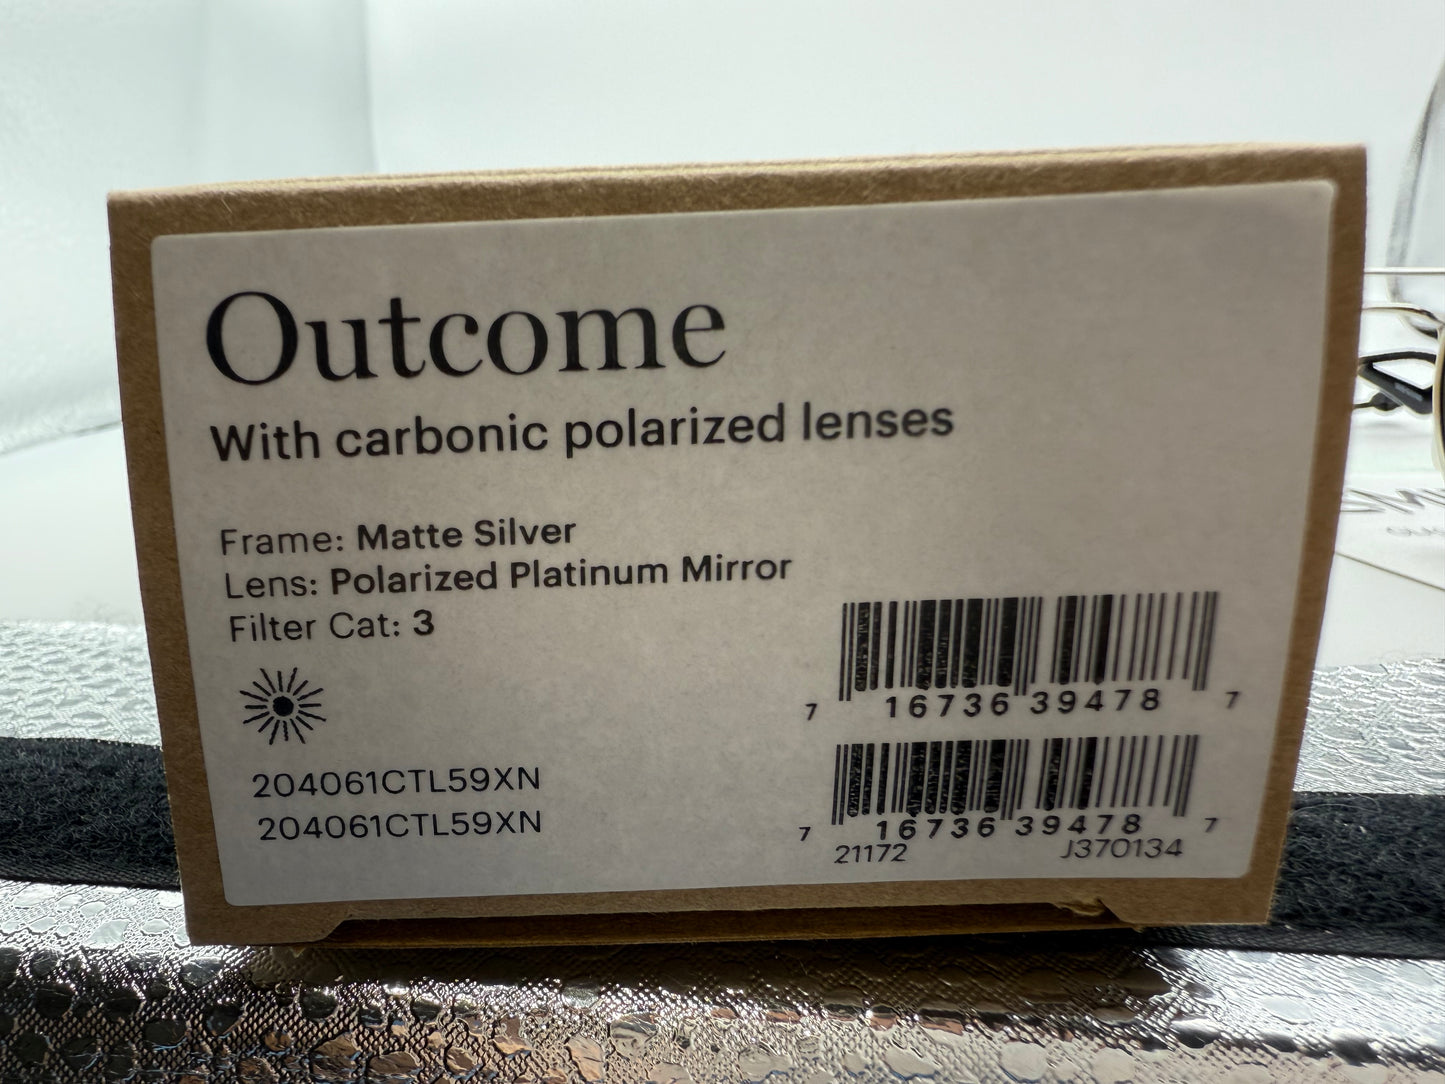 Outcome
With carbonic polarized lenses
Frame: Matte Silver
Lens: Polarized Platinum Mirror
Filter Cat: 3
204061CTL59XN
204061CTL59XN
7 16736 39478 7
7 16736 39478 7
21172 J370134